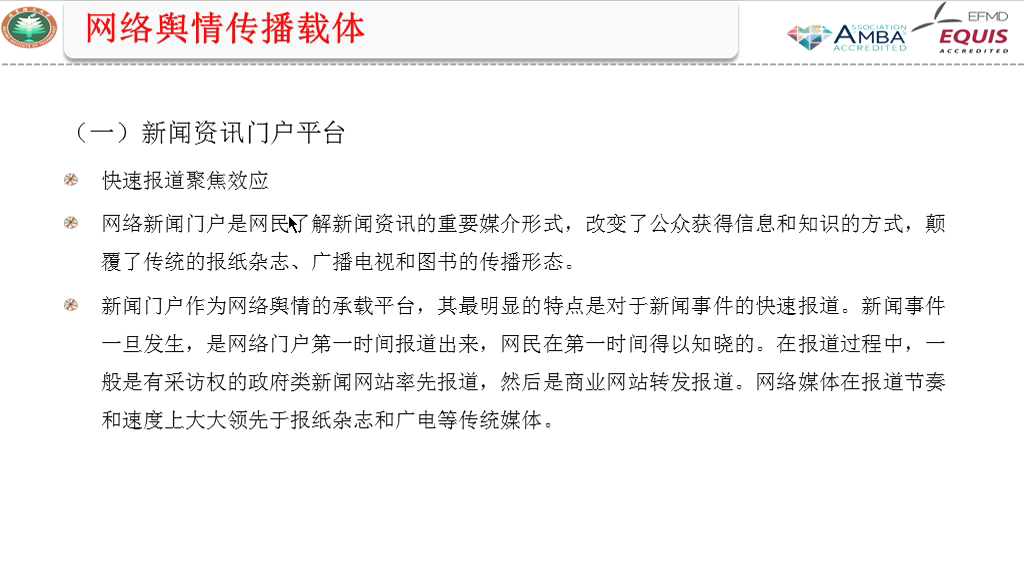 网络舆情传播载体
ASSOCIATION
AMBA
ACCREDITED
EFMD
EQUIS
ACCREDITED
（一）新闻资讯门户平台
快速报道聚焦效应
网络新闻门户是网民了解新闻资讯的重要媒介形式，改变了公众获得信息和知识的方式，颠
覆了传统的报纸杂志、广播电视和图书的传播形态。
新闻门户作为网络舆情的承载平台，其最明显的特点是对于新闻事件的快速报道。新闻事件
一旦发生，是网络门户第一时间报道出来，网民在第一时间得以知晓的。在报道过程中，一
般是有采访权的政府类新闻网站率先报道，然后是商业网站转发报道。网络媒体在报道节奏
和速度上大大领先于报纸杂志和广电等传统媒体。